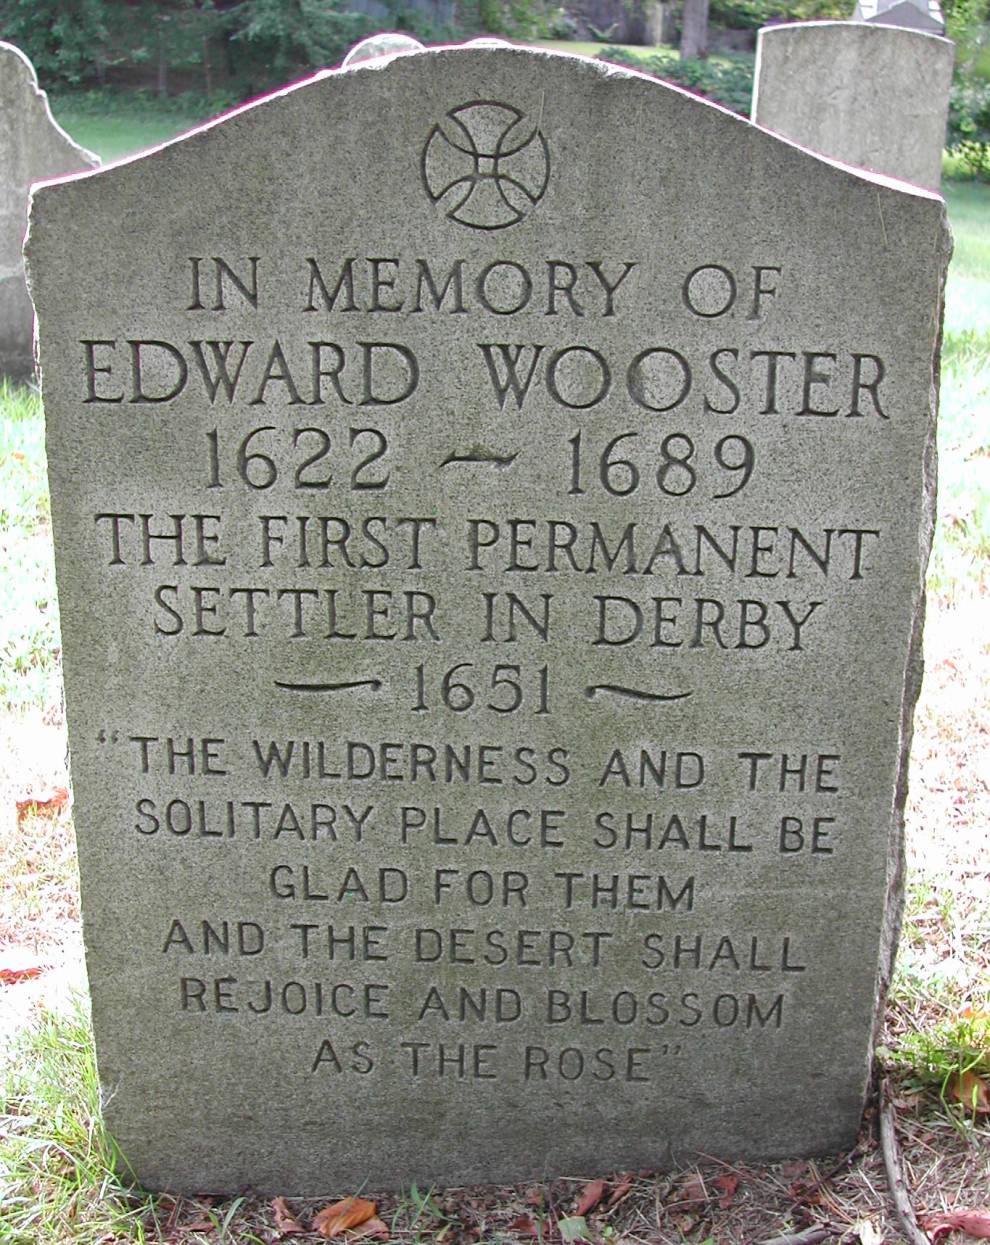 IN MEMORY OF
EDWARD WOOSTER
1622 ~ 1689
THE FIRST PERMANENT
SETTLER IN DERBY
~ 1651 ~
"THE WILDERNESS AND THE
SOLITARY PLACE SHALL BE
GLAD FOR THEM
AND THE DESERT SHALL
REJOICE AND BLOSSOM
AS THE ROSE"